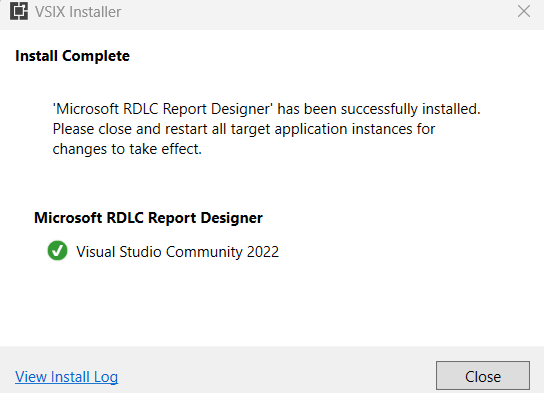 VSIX Installer
Install Complete
'Microsoft RDLC Report Designer' has been successfully installed.
Please close and restart all target application instances for
changes to take effect.
Microsoft RDLC Report Designer
Visual Studio Community 2022
View Install Log
Close